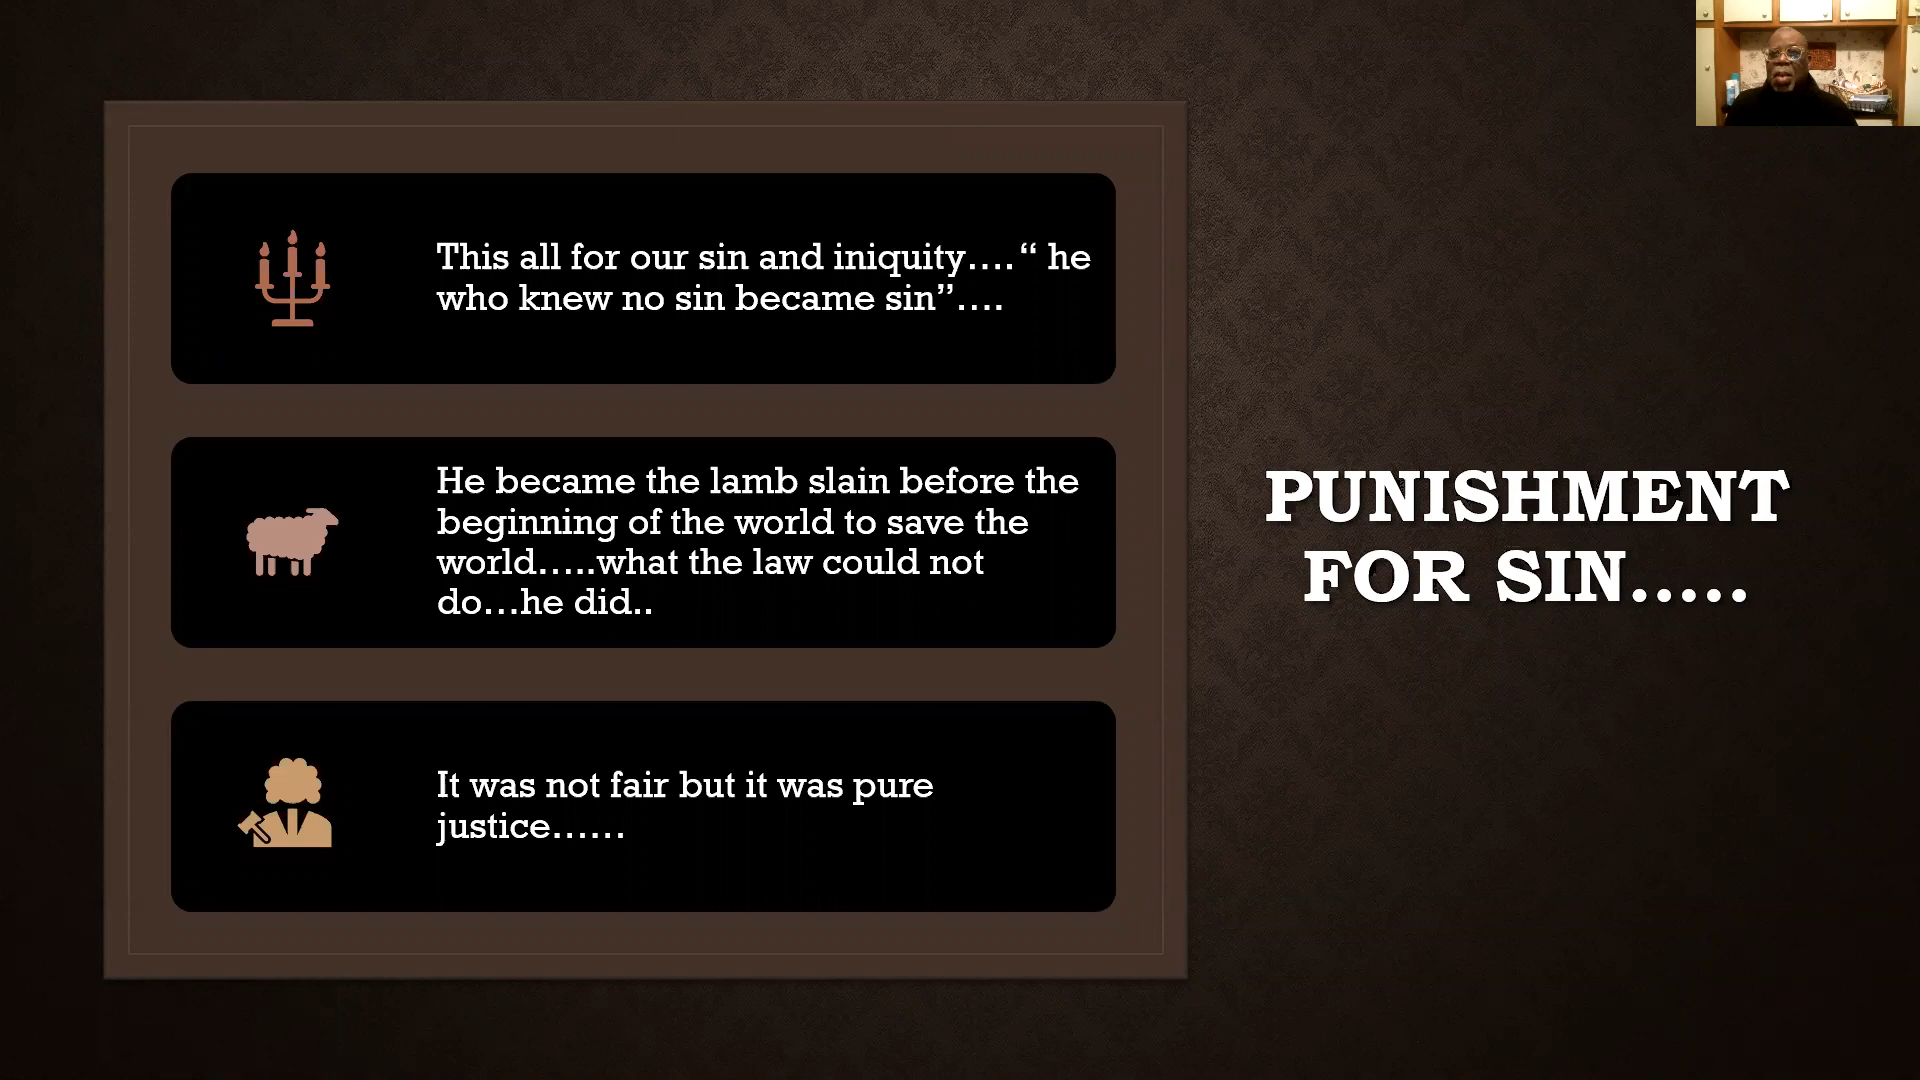 This all for our sin and iniquity....“ he
who knew no sin became sin”....
He became the lamb slain before the
beginning of the world to save the
world.....what the law could not
do...he did..
It was not fair but it was pure
justice......
PUNISHMENT
FOR SIN.....